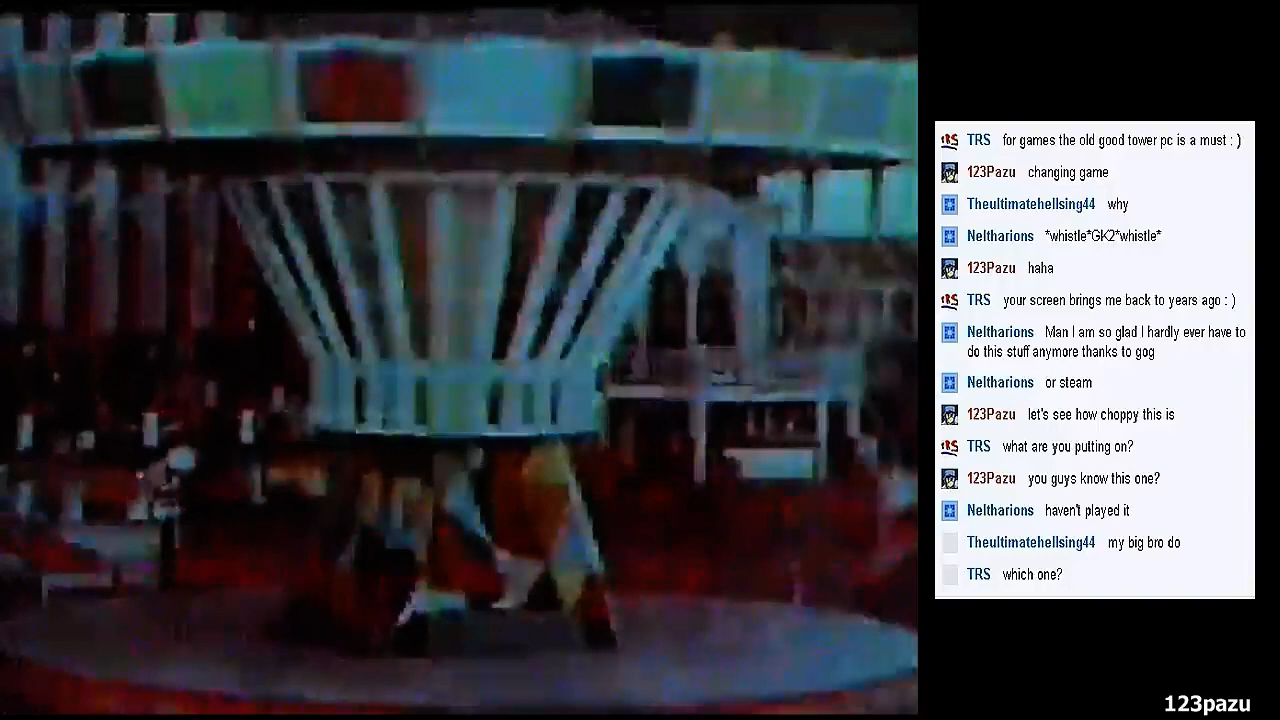 TRS for games the old good tower pc is a must : )
123Pazu changing game
Theultimatehellsing44 why
Neltharions *whistle*GK2*whistle*
123Pazu haha
TRS your screen brings me back to years ago : )
Neltharions Man I am so glad I hardly ever have to
do this stuff anymore thanks to gog
Neltharions or steam
123Pazu let's see how choppy this is
TRS what are you putting on?
123Pazu you guys know this one?
Neltharions haven't played it
Theultimatehellsing44 my big bro do
TRS which one?
123pazu